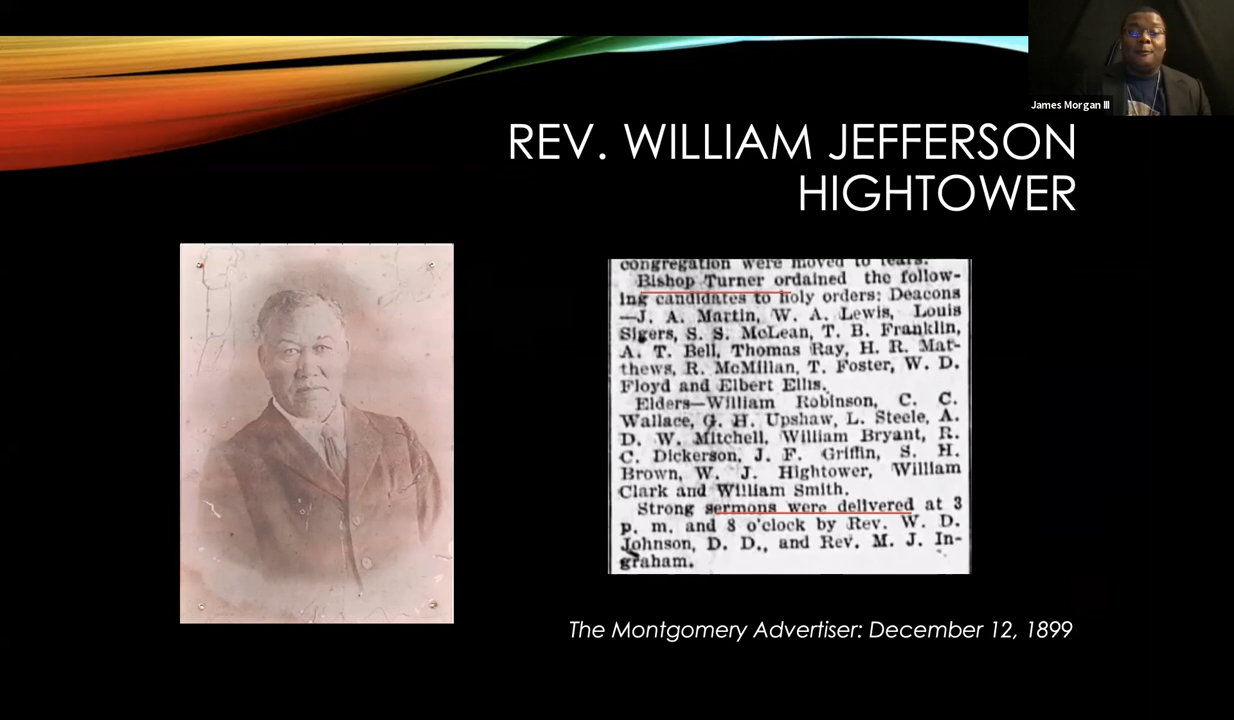 James Morgan III
REV. WILLIAM JEFFERSON
HIGHTOWER
congregation were moved to tears.
Bishop Turner ordained the follow-
ing candidates to holy orders: Deacons
—J. A. Martin, W. A. Lewis, Louis
Sigers, S. S. McLean, T. B. Franklin,
A. T. Bell, Thomas Ray, H. R. Mat-
thews, R. McMillan, T. Foster, W. D.
Floyd and Elbert Ellis.
Elders—William Robinson, C. C.
Wallace, G. H. Upshaw, L. Steele, A.
D. W. Mitchell, William Bryant, R.
C. Dickerson, J. F. Griffin, S. H.
Brown, W. J. Hightower, William
Clark and William Smith.
Strong sermons were delivered at 3
p. m. and 8 o'clock by Rev. W. D.
Johnson, D. D., and Rev. M. J. In-
graham.
The Montgomery Advertiser: December 12, 1899